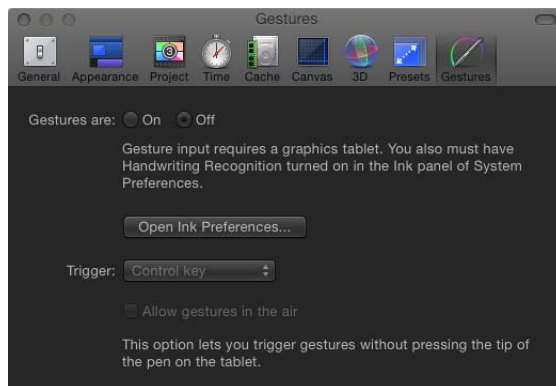 Gestures
General Appearance Project Time Cache Canvas 3D Presets Gestures
Gestures are: On Off
Gesture input requires a graphics tablet. You also must have
Handwriting Recognition turned on in the Ink panel of System
Preferences.
Open Ink Preferences...
Trigger: Control key
Allow gestures in the air
This option lets you trigger gestures without pressing the tip of
the pen on the tablet.